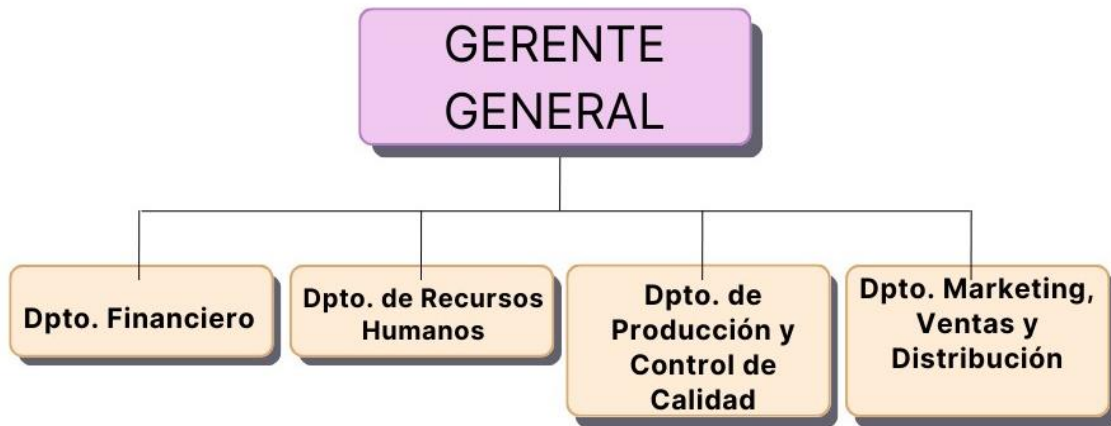 GERENTE
GENERAL
Dpto. Financiero
Dpto. de Recursos
Humanos
Dpto. de
Producción y
Control de
Calidad
Dpto. Marketing,
Ventas y
Distribución